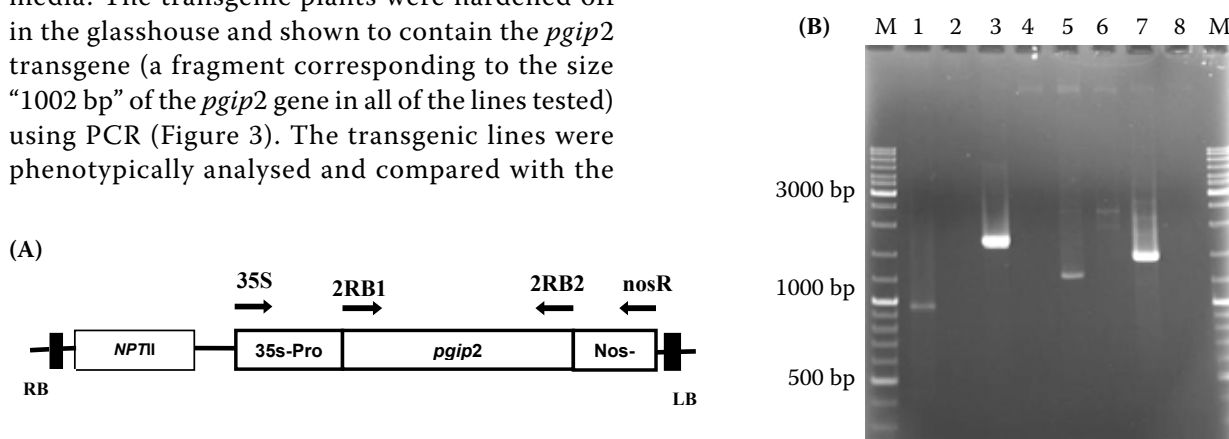 media. The transgenic plants were hardened off
in the glasshouse and shown to contain the pgip2
transgene (a fragment corresponding to the size
“1002 bp” of the pgip2 gene in all of the lines tested)
using PCR (Figure 3). The transgenic lines were
phenotypically analysed and compared with the
(A)
35S 2RB1 2RB2 nosR
NPTII 35s-Pro pgip2 Nos-
RB LB
(B) M 1 2 3 4 5 6 7 8 M
3000 bp
1000 bp
500 bp